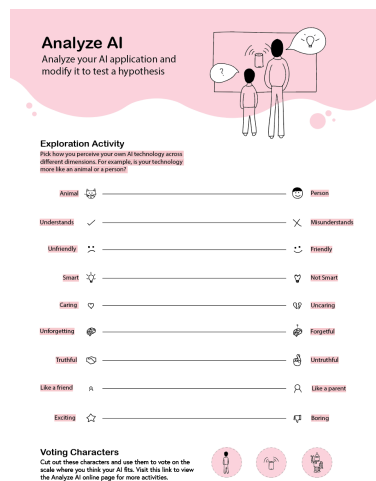 Analyze AI
Analyze your AI application and
modify it to test a hypothesis
?
Exploration Activity
Pick how you perceive your own AI technology across
different dimensions. For example, is your technology
more like an animal or a person?
Animal Person
Understands Misunderstands
Unfriendly Friendly
Smart Not Smart
Caring Uncaring
Unforgetting Forgetful
Truthful Untruthful
Like a friend Like a parent
Exciting Boring
Voting Characters
Cut out these characters and use them to vote on the
scale where you think your AI fits. Visit this link to view
the Analyze AI online page for more activities.